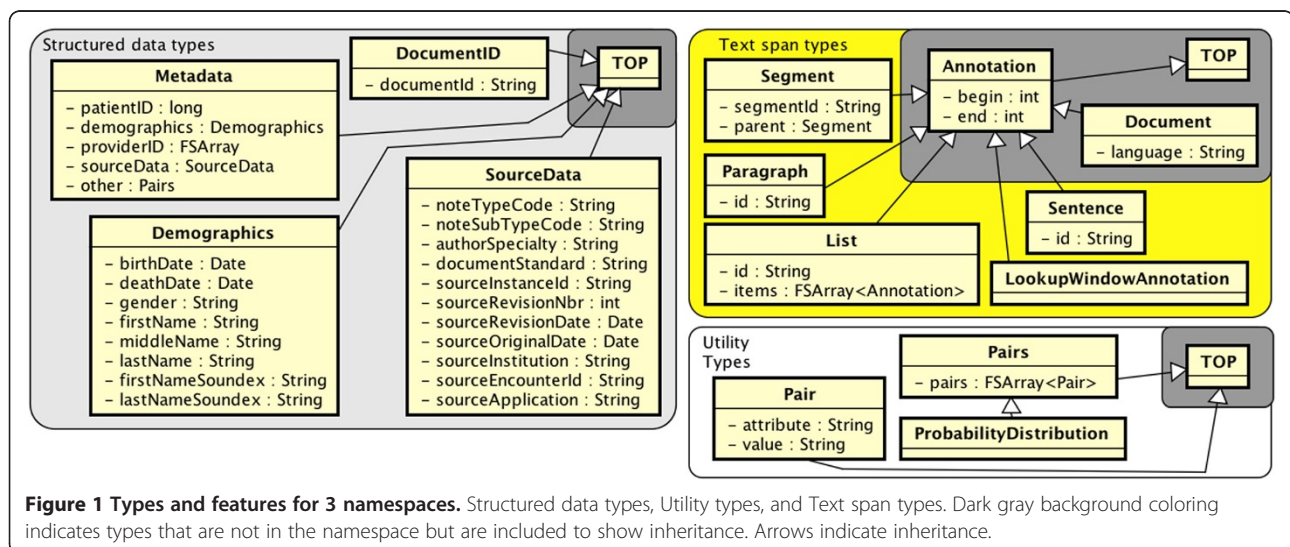 Structured data types
DocumentID
– documentId : String
TOP
Metadata
– patientID : long
– demographics : Demographics
– providerID : FSArray
– sourceData : SourceData
– other : Pairs
Demographics
– birthDate : Date
– deathDate : Date
– gender : String
– firstName : String
– middleName : String
– lastName : String
– firstNameSoundex : String
– lastNameSoundex : String
SourceData
– noteTypeCode : String
– noteSubTypeCode : String
– authorSpecialty : String
– documentStandard : String
– sourceInstanceId : String
– sourceRevisionNbr : int
– sourceRevisionDate : Date
– sourceOriginalDate : Date
– sourceInstitution : String
– sourceEncounterId : String
– sourceApplication : String
Text span types
Segment
– segmentId : String
– parent : Segment
Annotation
– begin : int
– end : int
TOP
Document
– language : String
Paragraph
– id : String
Sentence
– id : String
List
– id : String
– items : FSArray<Annotation>
LookupWindowAnnotation
Utility
Types
Pair
– attribute : String
– value : String
Pairs
– pairs : FSArray<Pair>
ProbabilityDistribution
TOP
Figure 1 Types and features for 3 namespaces. Structured data types, Utility types, and Text span types. Dark gray background coloring
indicates types that are not in the namespace but are included to show inheritance. Arrows indicate inheritance.